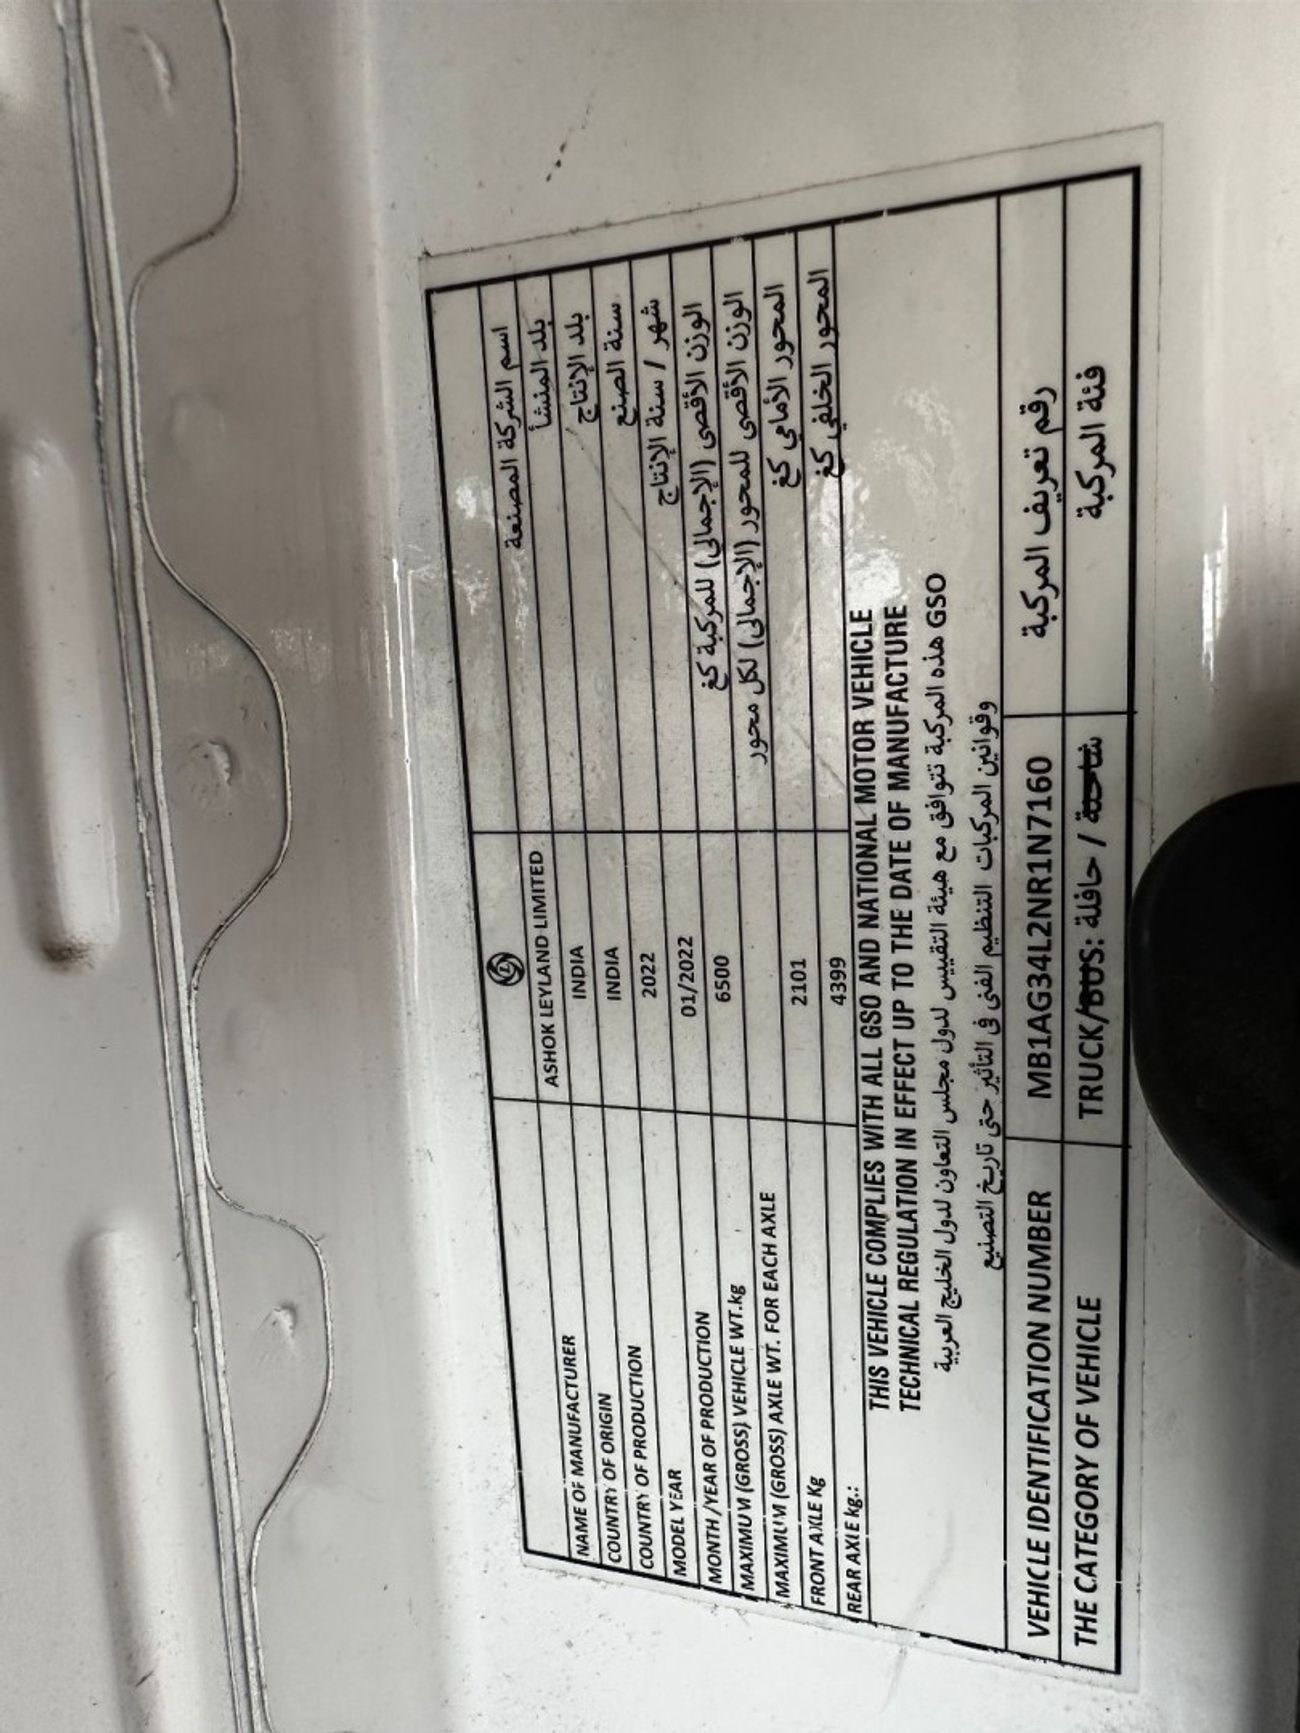 NAME OF MANUFACTURER ASHOK LEYLAND LIMITED اسم الشركة المصنعة
COUNTRY OF ORIGIN INDIA بلد المنشأ
COUNTRY OF PRODUCTION INDIA بلد الإنتاج
MODEL YEAR 2022 سنة الصنع
MONTH /YEAR OF PRODUCTION 01/2022 شهر / سنة الإنتاج
MAXIMUM (GROSS) VEHICLE WT.kg 6500 الوزن الأقصى (الإجمالى) للمركبة كغ
MAXIMUM (GROSS) AXLE WT. FOR EACH AXLE الوزن الأقصى للمحور (الإجمالى) لكل محور
FRONT AXLE Kg 2101 المحور الأمامي كغ
REAR AXLE kg.: 4399 المحور الخلفي كغ
THIS VEHICLE COMPLIES WITH ALL GSO AND NATIONAL MOTOR VEHICLE
TECHNICAL REGULATION IN EFFECT UP TO THE DATE OF MANUFACTURE
GSO هذه المركبة تتوافق مع هيئة التقييس لدول مجلس التعاون لدول الخليج العربية
وقوانين المركبات التنظيم الفنى فى التأثير حتى تاريخ التصنيع
VEHICLE IDENTIFICATION NUMBER MB1AG34L2NR1N7160 رقم تعريف المركبة
THE CATEGORY OF VEHICLE TRUCK/BUS: حافلة / شاحنة فئة المركبة